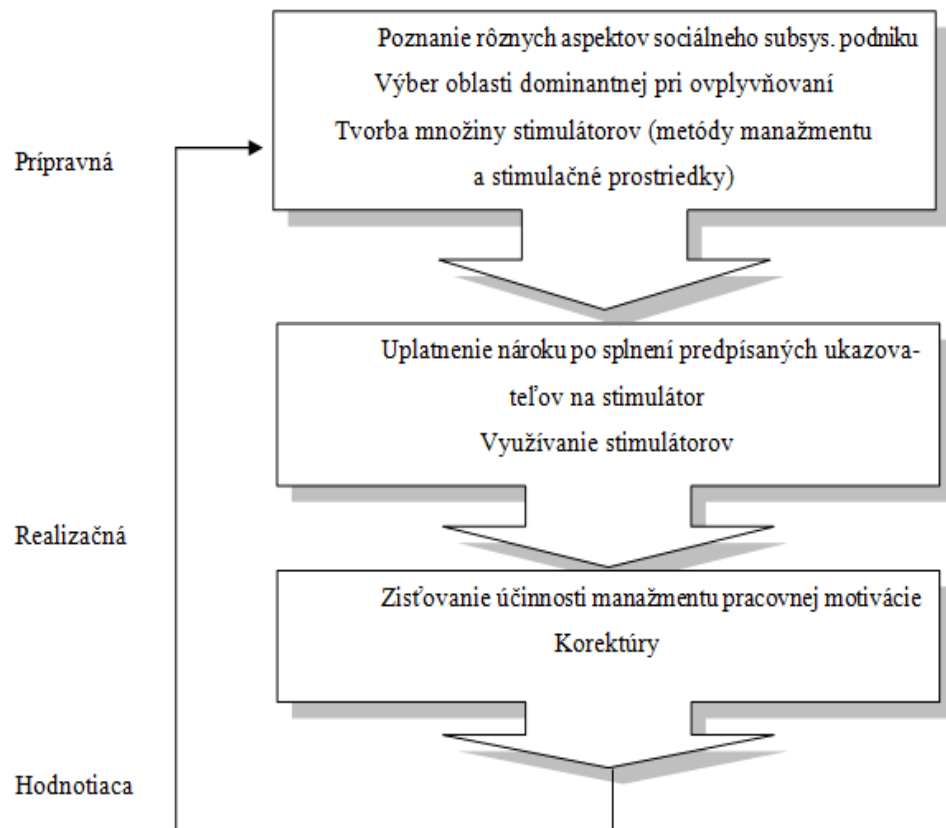 Poznanie rôznych aspektov sociálneho subsys. podniku
Výber oblasti dominantnej pri ovplyvňovaní
Tvorba množiny stimulátorov (metódy manažmentu
Prípravná
a stimulačné prostriedky)
Uplatnenie nároku po splnení predpísaných ukazova-
teľov na stimulátor
Využívanie stimulátorov
Realizačná
Zisťovanie účinnosti manažmentu pracovnej motivácie
Korektúry
Hodnotiaca